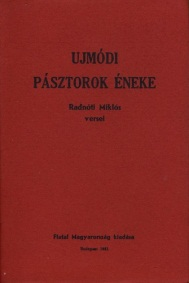 UJMÓDI
PÁSZTOROK ÉNEKE
Radnóti Miklós
versei
Fiatal Magyarország kiadása
Budapest,